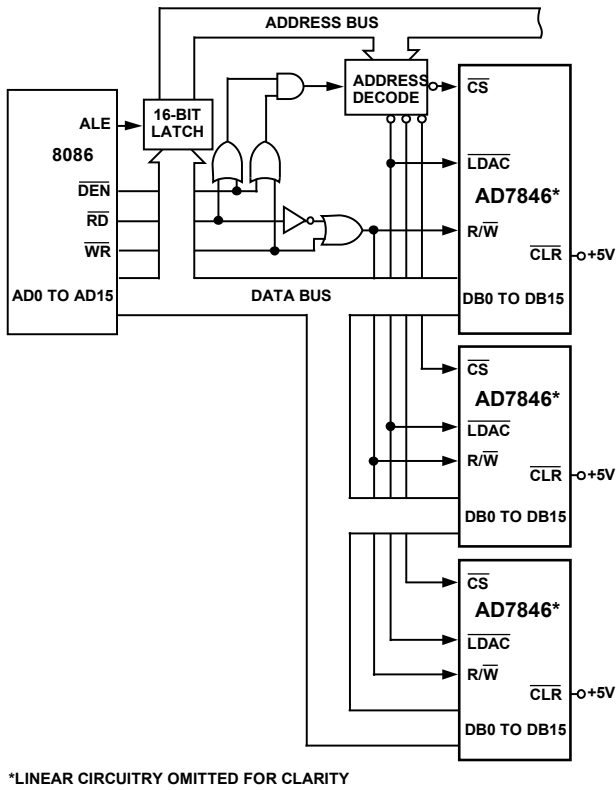 ADDRESS BUS
ADDRESS
DECODE
16-BIT
LATCH
ALE
8086
DEN
RD
WR
AD0 TO AD15
DATA BUS
CS
LDAC
AD7846*
R/W
CLR
+5V
DB0 TO DB15
CS
AD7846*
LDAC
R/W
CLR
+5V
DB0 TO DB15
CS
AD7846*
LDAC
R/W
CLR
+5V
DB0 TO DB15
*LINEAR CIRCUITRY OMITTED FOR CLARITY